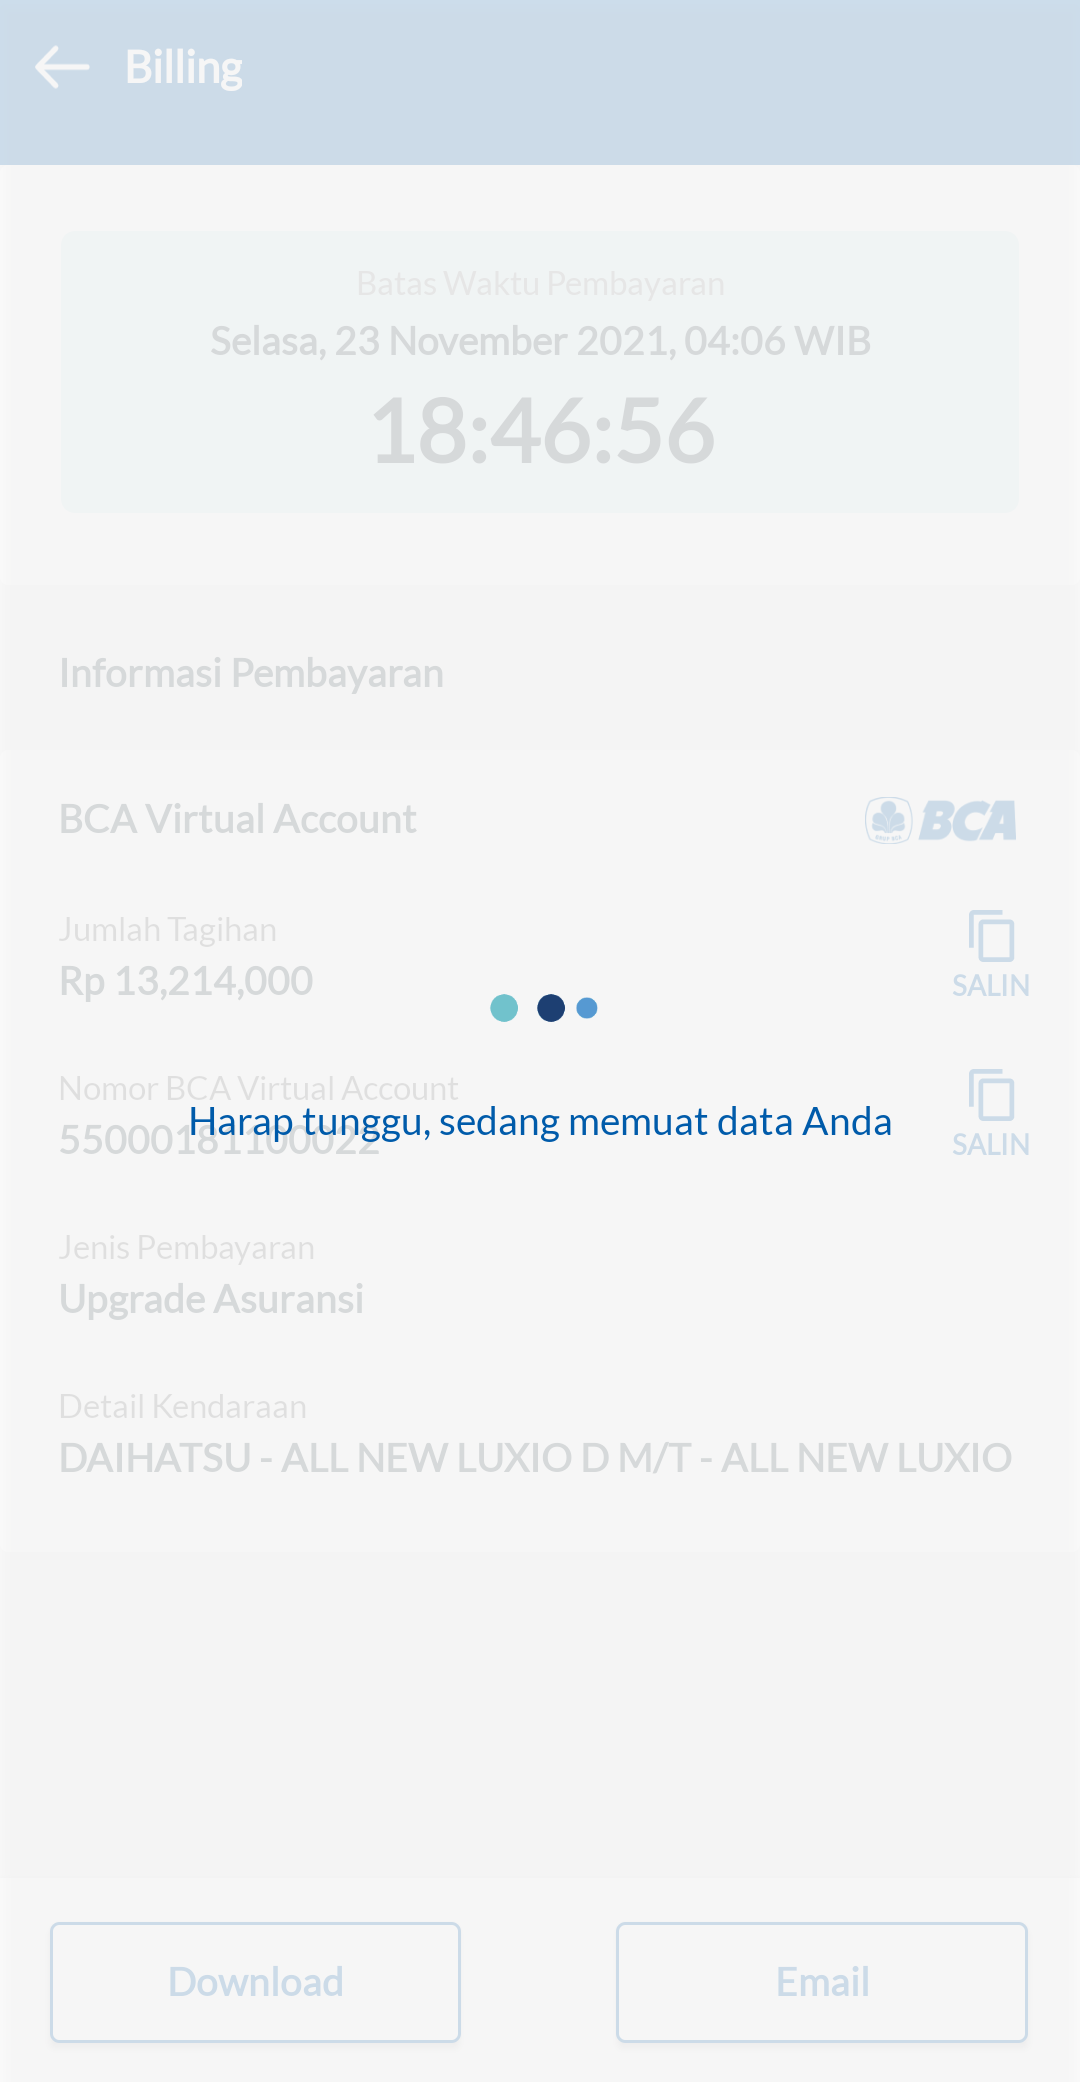 Billing
Batas Waktu Pembayaran
Selasa, 23 November 2021, 04:06 WIB
18:46:56
Informasi Pembayaran
BCA Virtual Account
BCA
Jumlah Tagihan
Rp 13,214,000
SALIN
Nomor BCA Virtual Account
Harap tunggu, sedang memuat data Anda
55000181100022
SALIN
Jenis Pembayaran
Upgrade Asuransi
Detail Kendaraan
DAIHATSU - ALL NEW LUXIO D M/T - ALL NEW LUXIO
Download
Email